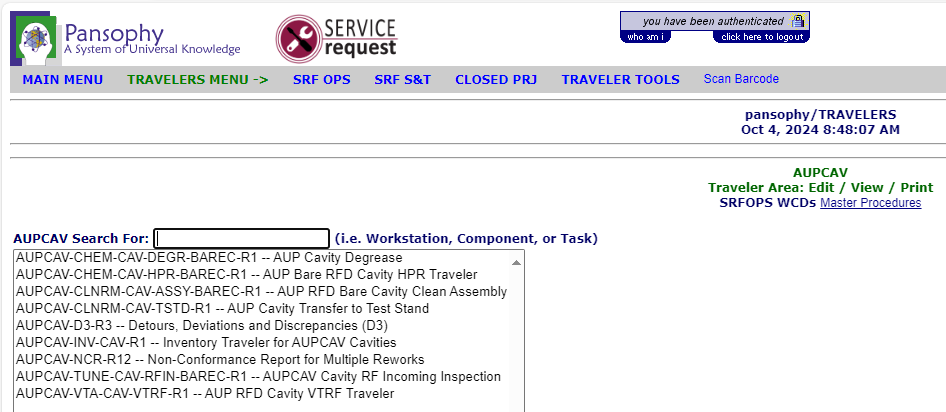 Pansophy
A System of Universal Knowledge
SERVICE
request
you have been authenticated
who am i
click here to logout
MAIN MENU TRAVELERS MENU -> SRF OPS SRF S&T CLOSED PRJ TRAVELER TOOLS Scan Barcode
pansophy/TRAVELERS
Oct 4, 2024 8:48:07 AM
AUPCAV
Traveler Area: Edit / View / Print
SRFOPS WCDs Master Procedures
AUPCAV Search For: (i.e. Workstation, Component, or Task)
AUPCAV-CHEM-CAV-DEGR-BAREC-R1 -- AUP Cavity Degrease
AUPCAV-CHEM-CAV-HPR-BAREC-R1 -- AUP Bare RFD Cavity HPR Traveler
AUPCAV-CLNRM-CAV-ASSY-BAREC-R1 -- AUP RFD Bare Cavity Clean Assembly
AUPCAV-CLNRM-CAV-TSTD-R1 -- AUP Cavity Transfer to Test Stand
AUPCAV-D3-R3 -- Detours, Deviations and Discrepancies (D3)
AUPCAV-INV-CAV-R1 -- Inventory Traveler for AUPCAV Cavities
AUPCAV-NCR-R12 -- Non-Conformance Report for Multiple Reworks
AUPCAV-TUNE-CAV-RFIN-BAREC-R1 -- AUPCAV Cavity RF Incoming Inspection
AUPCAV-VTA-CAV-VTRF-R1 -- AUP RFD Cavity VTRF Traveler